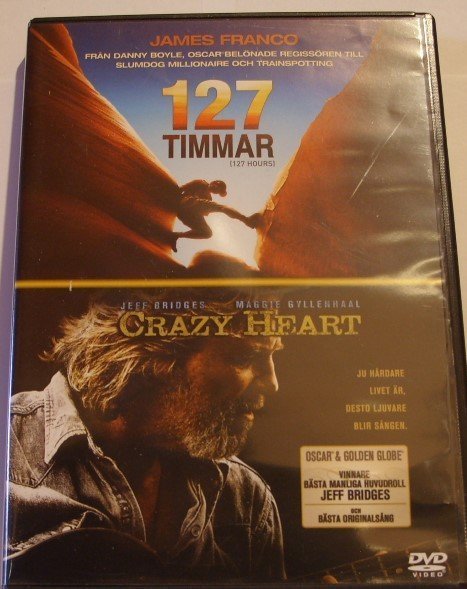 JAMES FRANCO
FRÅN DANNY BOYLE, OSCAR®BELÖNADE REGISSÖREN TILL
SLUMDOG MILLIONAIRE OCH TRAINSPOTTING
127
TIMMAR
[127 HOURS]
JEFF BRIDGES MAGGIE GYLLENHAAL
CRAZY HEART
JU HÅRDARE
LIVET ÄR,
DESTO LJUVARE
BLIR SÅNGEN.
OSCAR® & GOLDEN GLOBE®
VINNARE
BÄSTA MANLIGA HUVUDROLL
JEFF BRIDGES
OCH
BÄSTA ORIGINALSÅNG
DVD
VIDEO